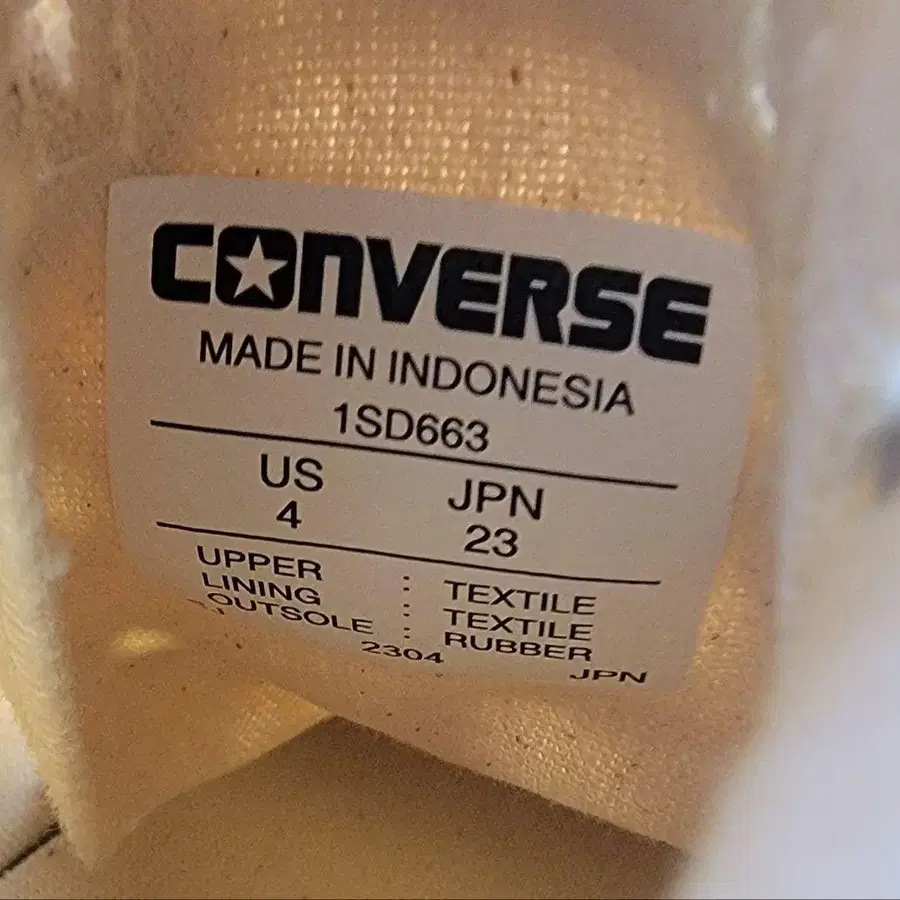 CONVERSE
MADE IN INDONESIA
1SD663
US JPN
4 23
UPPER : TEXTILE
LINING : TEXTILE
OUTSOLE : RUBBER
2304 JPN